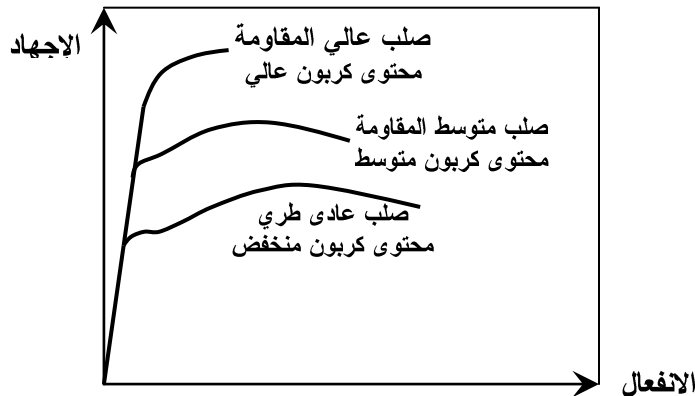 الإجهاد
صلب عالي المقاومة
محتوى كربون عالي
صلب متوسط المقاومة
محتوى كربون متوسط
صلب عادى طري
محتوى كربون منخفض
الانفعال